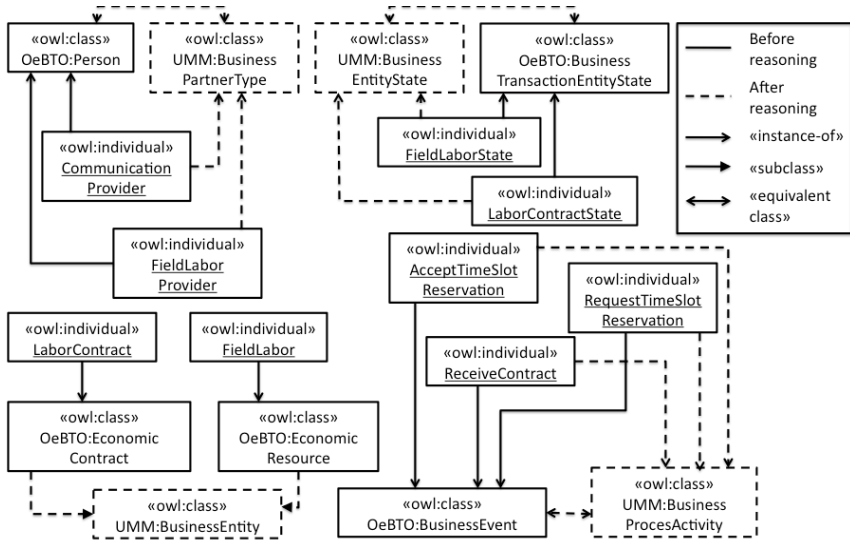 «owl:class»
OeBTO:Person
«owl:class»
UMM:Business
PartnerType
«owl:class»
UMM:Business
EntityState
«owl:class»
OeBTO:Business
TransactionEntityState
Before
reasoning
After
reasoning
«instance-of»
«subclass»
«equivalent
class»
«owl:individual»
Communication
Provider
«owl:individual»
FieldLaborState
«owl:individual»
LaborContractState
«owl:individual»
FieldLabor
Provider
«owl:individual»
AcceptTimeSlot
Reservation
«owl:individual»
RequestTimeSlot
Reservation
«owl:individual»
LaborContract
«owl:individual»
FieldLabor
«owl:individual»
ReceiveContract
«owl:class»
OeBTO:Economic
Contract
«owl:class»
OeBTO:Economic
Resource
«owl:class»
UMM:BusinessEntity
«owl:class»
OeBTO:BusinessEvent
«owl:class»
UMM:Business
ProcesActivity